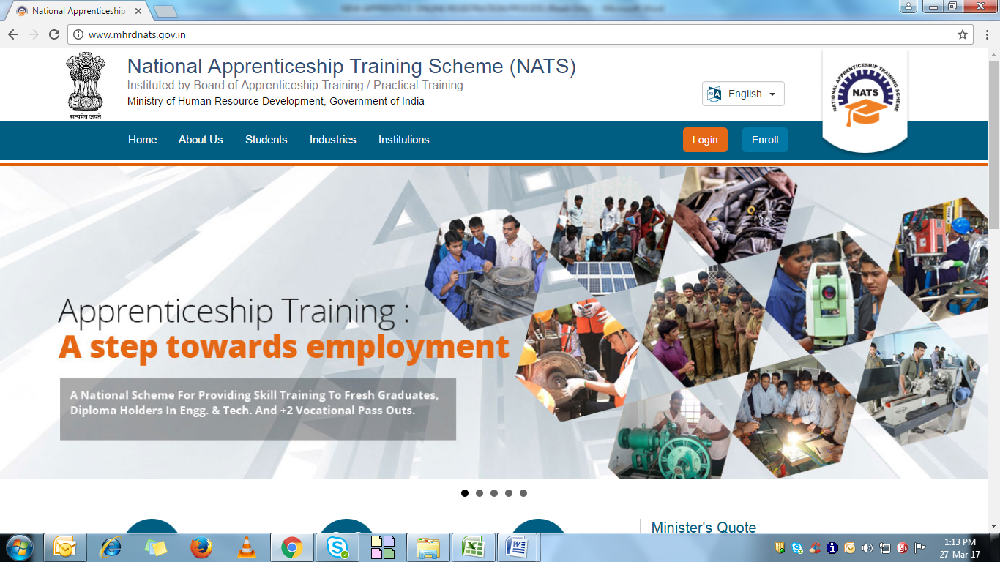 National Apprenticeship
www.mhrdnats.gov.in
सत्यमेव जयते
National Apprenticeship Training Scheme (NATS)
Instituted by Board of Apprenticeship Training / Practical Training
Ministry of Human Resource Development, Government of India
English
NATIONAL APPRENTICESHIP TRAINING SCHEME
NATS
Home About Us Students Industries Institutions Login Enroll
Apprenticeship Training :
A step towards employment
A National Scheme For Providing Skill Training To Fresh Graduates,
Diploma Holders In Engg. & Tech. And +2 Vocational Pass Outs.
Minister's Quote
1:13 PM
27-Mar-17